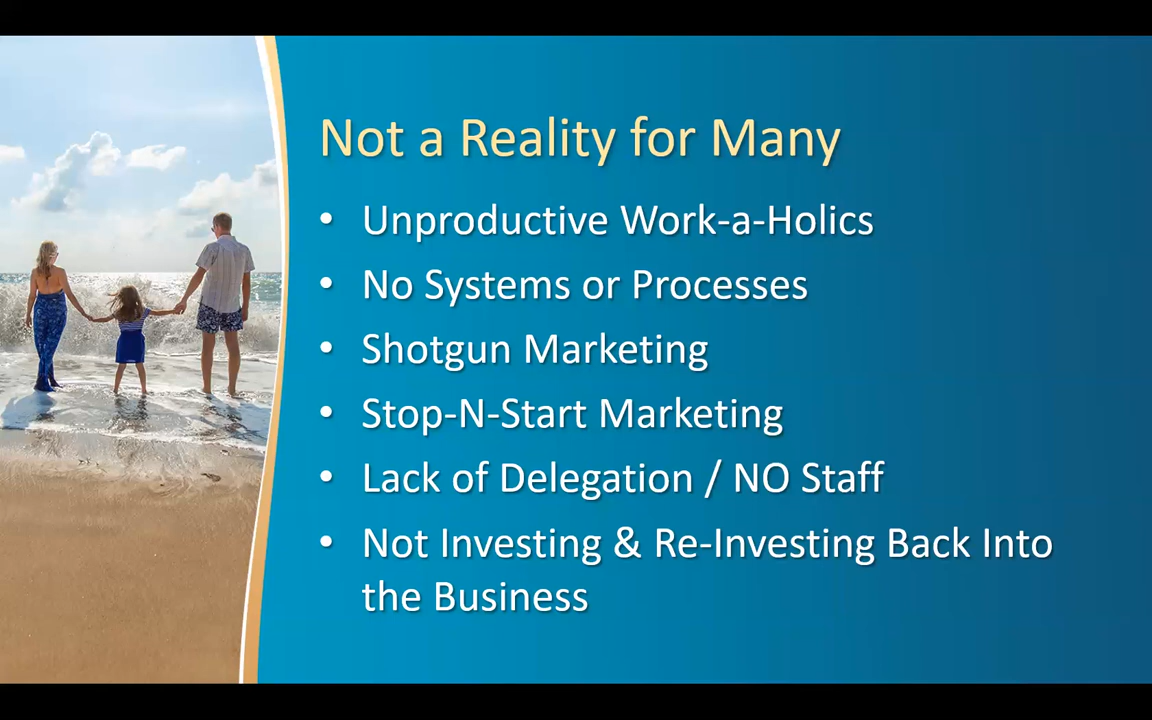 Not a Reality for Many
• Unproductive Work-a-Holics
• No Systems or Processes
• Shotgun Marketing
• Stop-N-Start Marketing
• Lack of Delegation / NO Staff
• Not Investing & Re-Investing Back Into
the Business